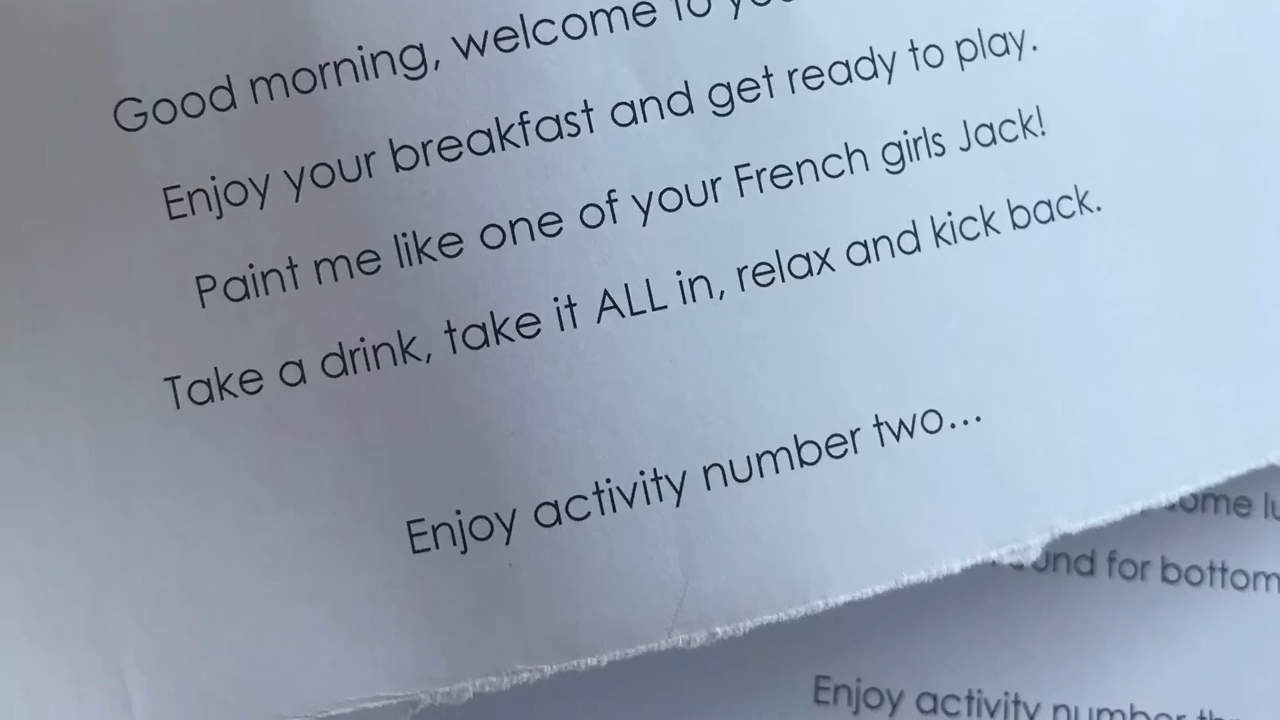 Good morning, welcome to
Enjoy your breakfast and get ready to play.
Paint me like one of your French girls Jack!
Take a drink, take it ALL in, relax and kick back.
Enjoy activity number two...
for bottom
Enjoy activity number